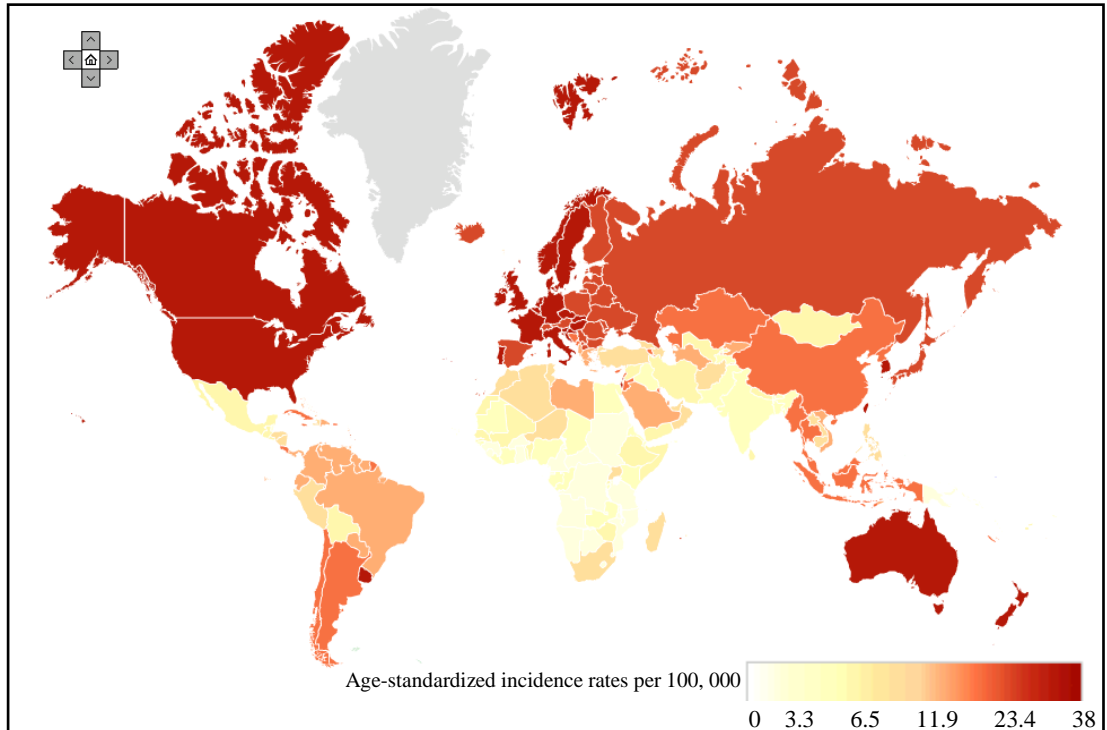 Age-standardized incidence rates per 100, 000
0 3.3 6.5 11.9 23.4 38